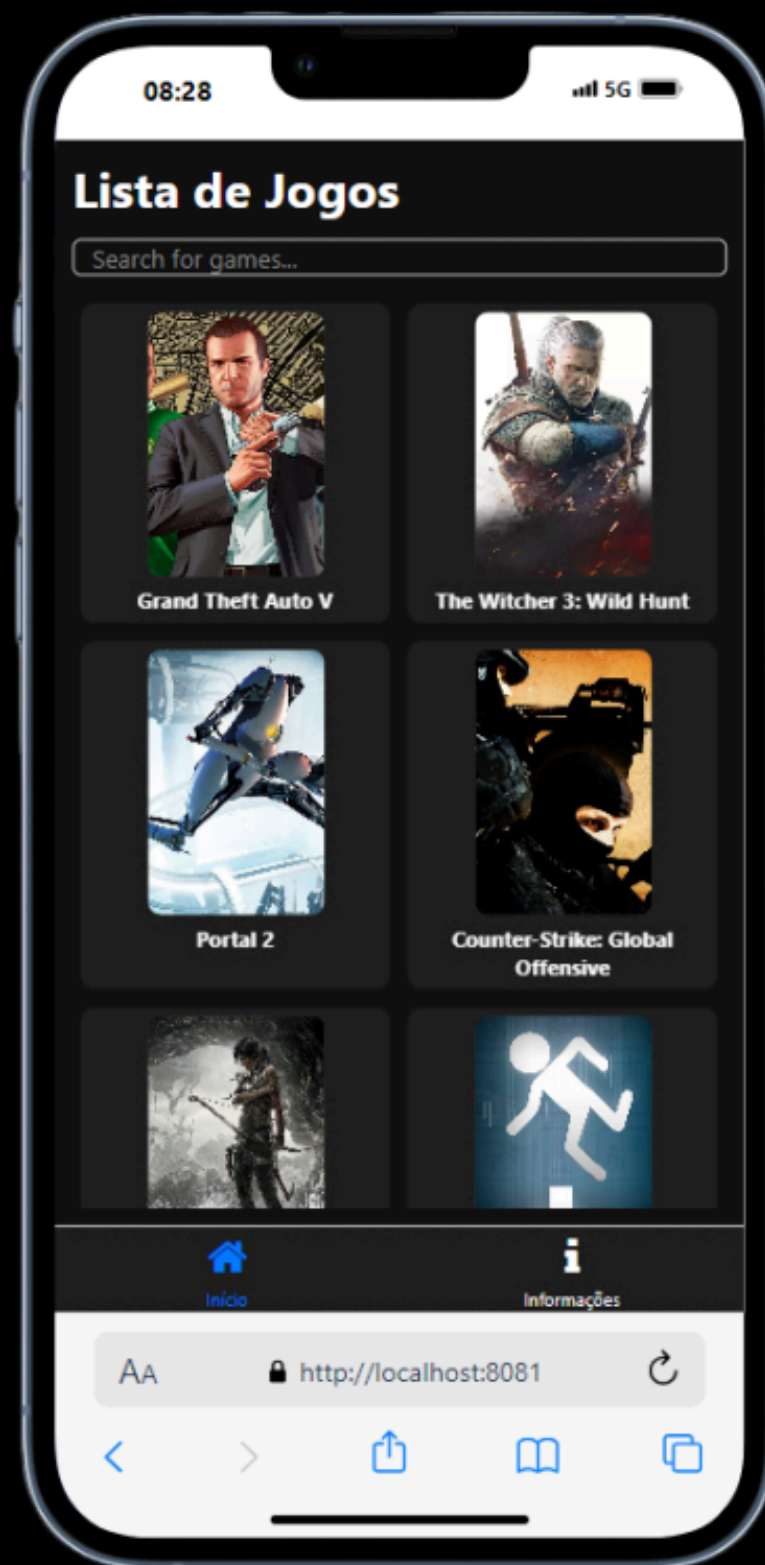 08:28
5G
Lista de Jogos
Search for games...
Grand Theft Auto V
The Witcher 3: Wild Hunt
Portal 2
Counter-Strike: Global
Offensive
Início
Informações
AA
http://localhost:8081